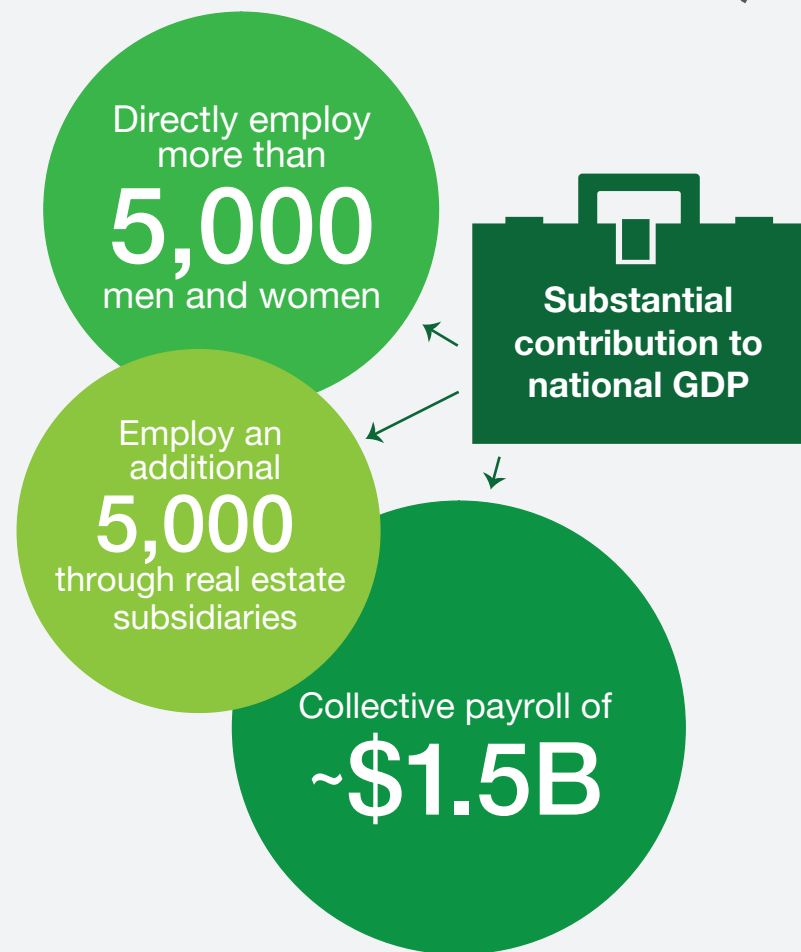 Directly employ
more than
5,000
men and women
Substantial
contribution to
national GDP
Employ an
additional
5,000
through real estate
subsidiaries
Collective payroll of
~$1.5B